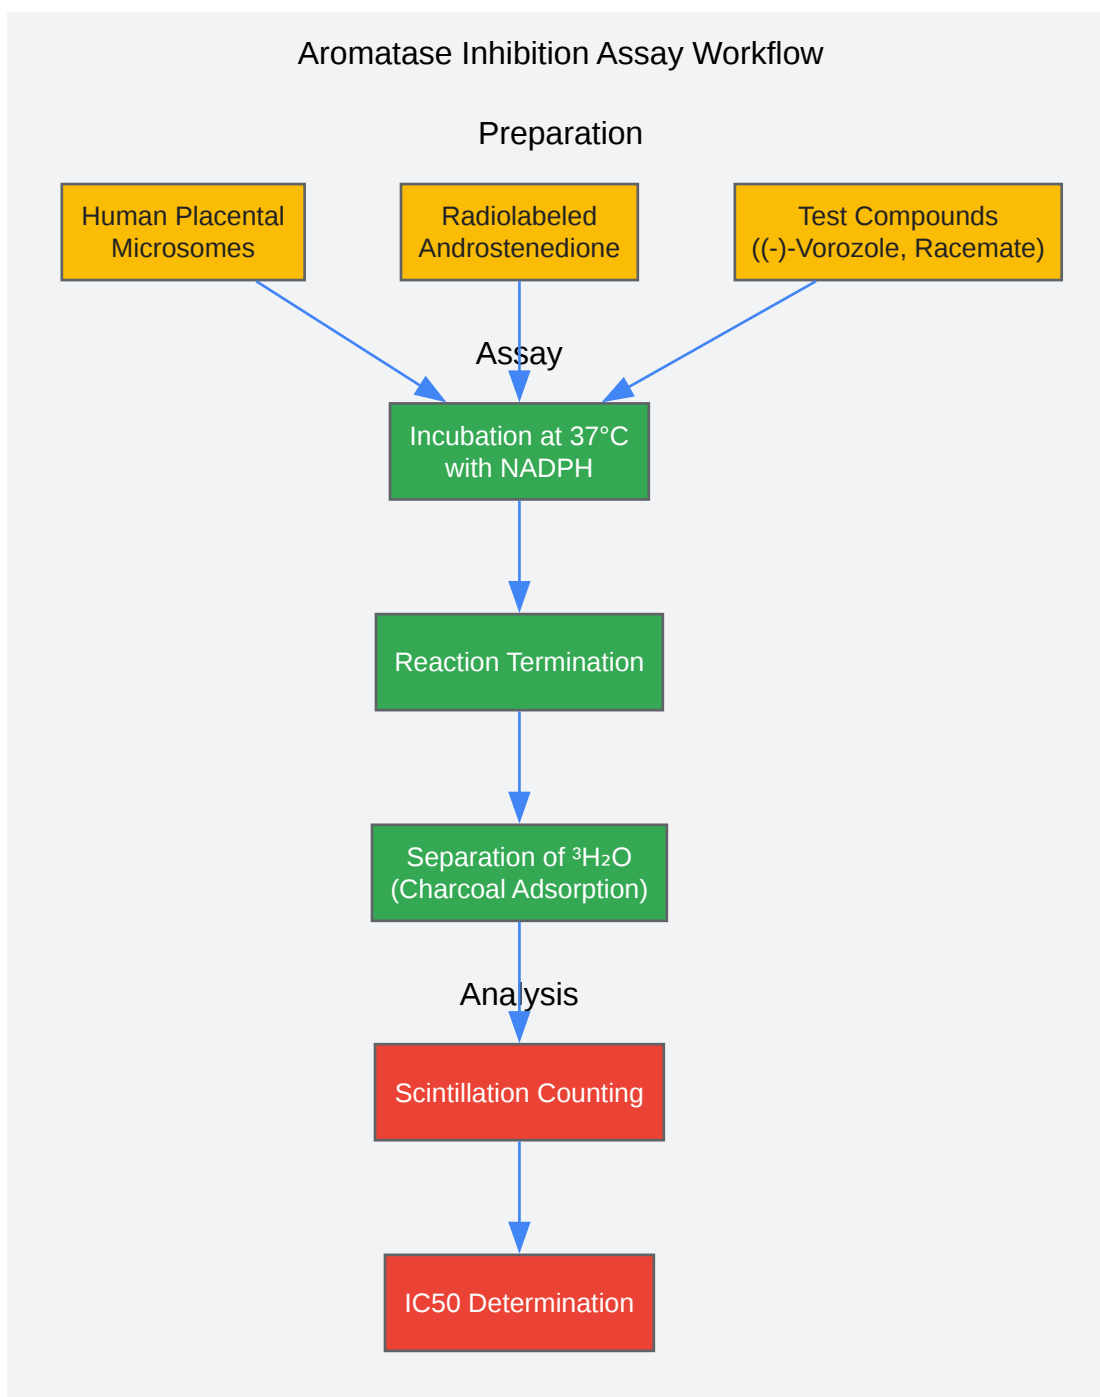 Aromatase Inhibition Assay Workflow
Preparation
Human Placental
Microsomes
Radiolabeled
Androstenedione
Test Compounds
((-)-Vorozole, Racemate)
Assay
Incubation at 37°C
with NADPH
Reaction Termination
Separation of ³H₂O
(Charcoal Adsorption)
Analysis
Scintillation Counting
IC50 Determination